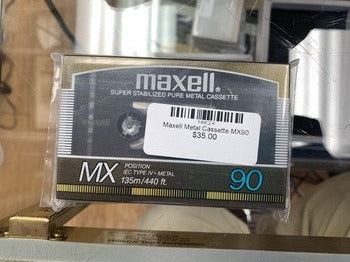 maxell.
SUPER STABILIZED PURE METAL CASSETTE
Maxell Metal Cassette MX90
$35.00
MX
POSITION
IEC TYPE IV • METAL
135m/440 ft.
90